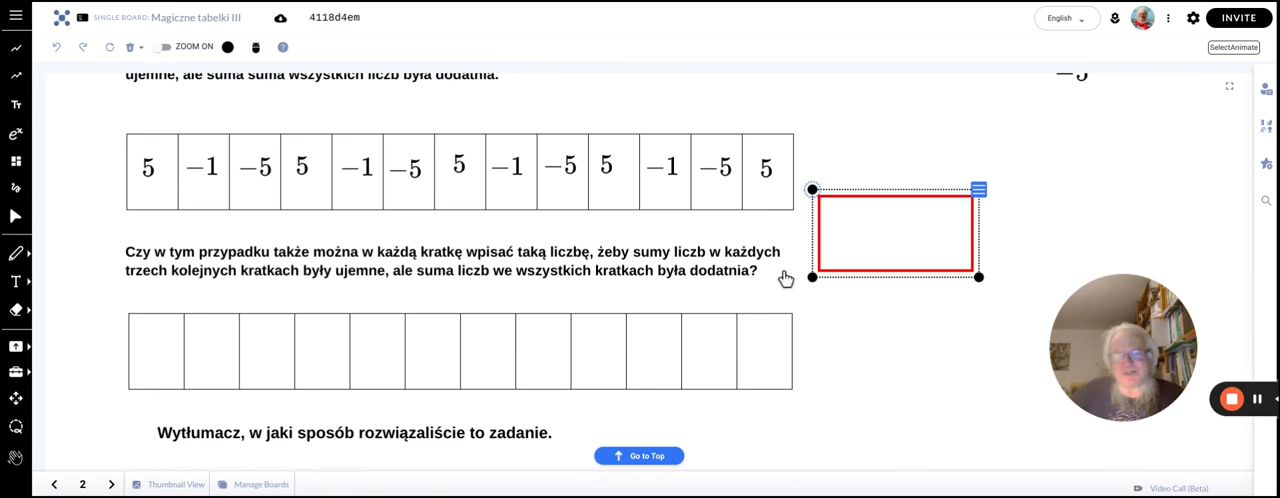 SINGLE BOARD: Magiczne tabelki III
4118d4em
English
INVITE
ZOOM ON
SelectAnimate
ujemne, ale suma suma wszystkich liczb była dodatnia.
−5
5 −1 −5 5 −1 −5 5 −1 −5 5 −1 −5 5
Czy w tym przypadku także można w każdą kratkę wpisać taką liczbę, żeby sumy liczb w każdych
trzech kolejnych kratkach były ujemne, ale suma liczb we wszystkich kratkach była dodatnia?
Wytłumacz, w jaki sposób rozwiązaliście to zadanie.
Go to Top
2
Thumbnail View
Manage Boards
Video Call (Beta)